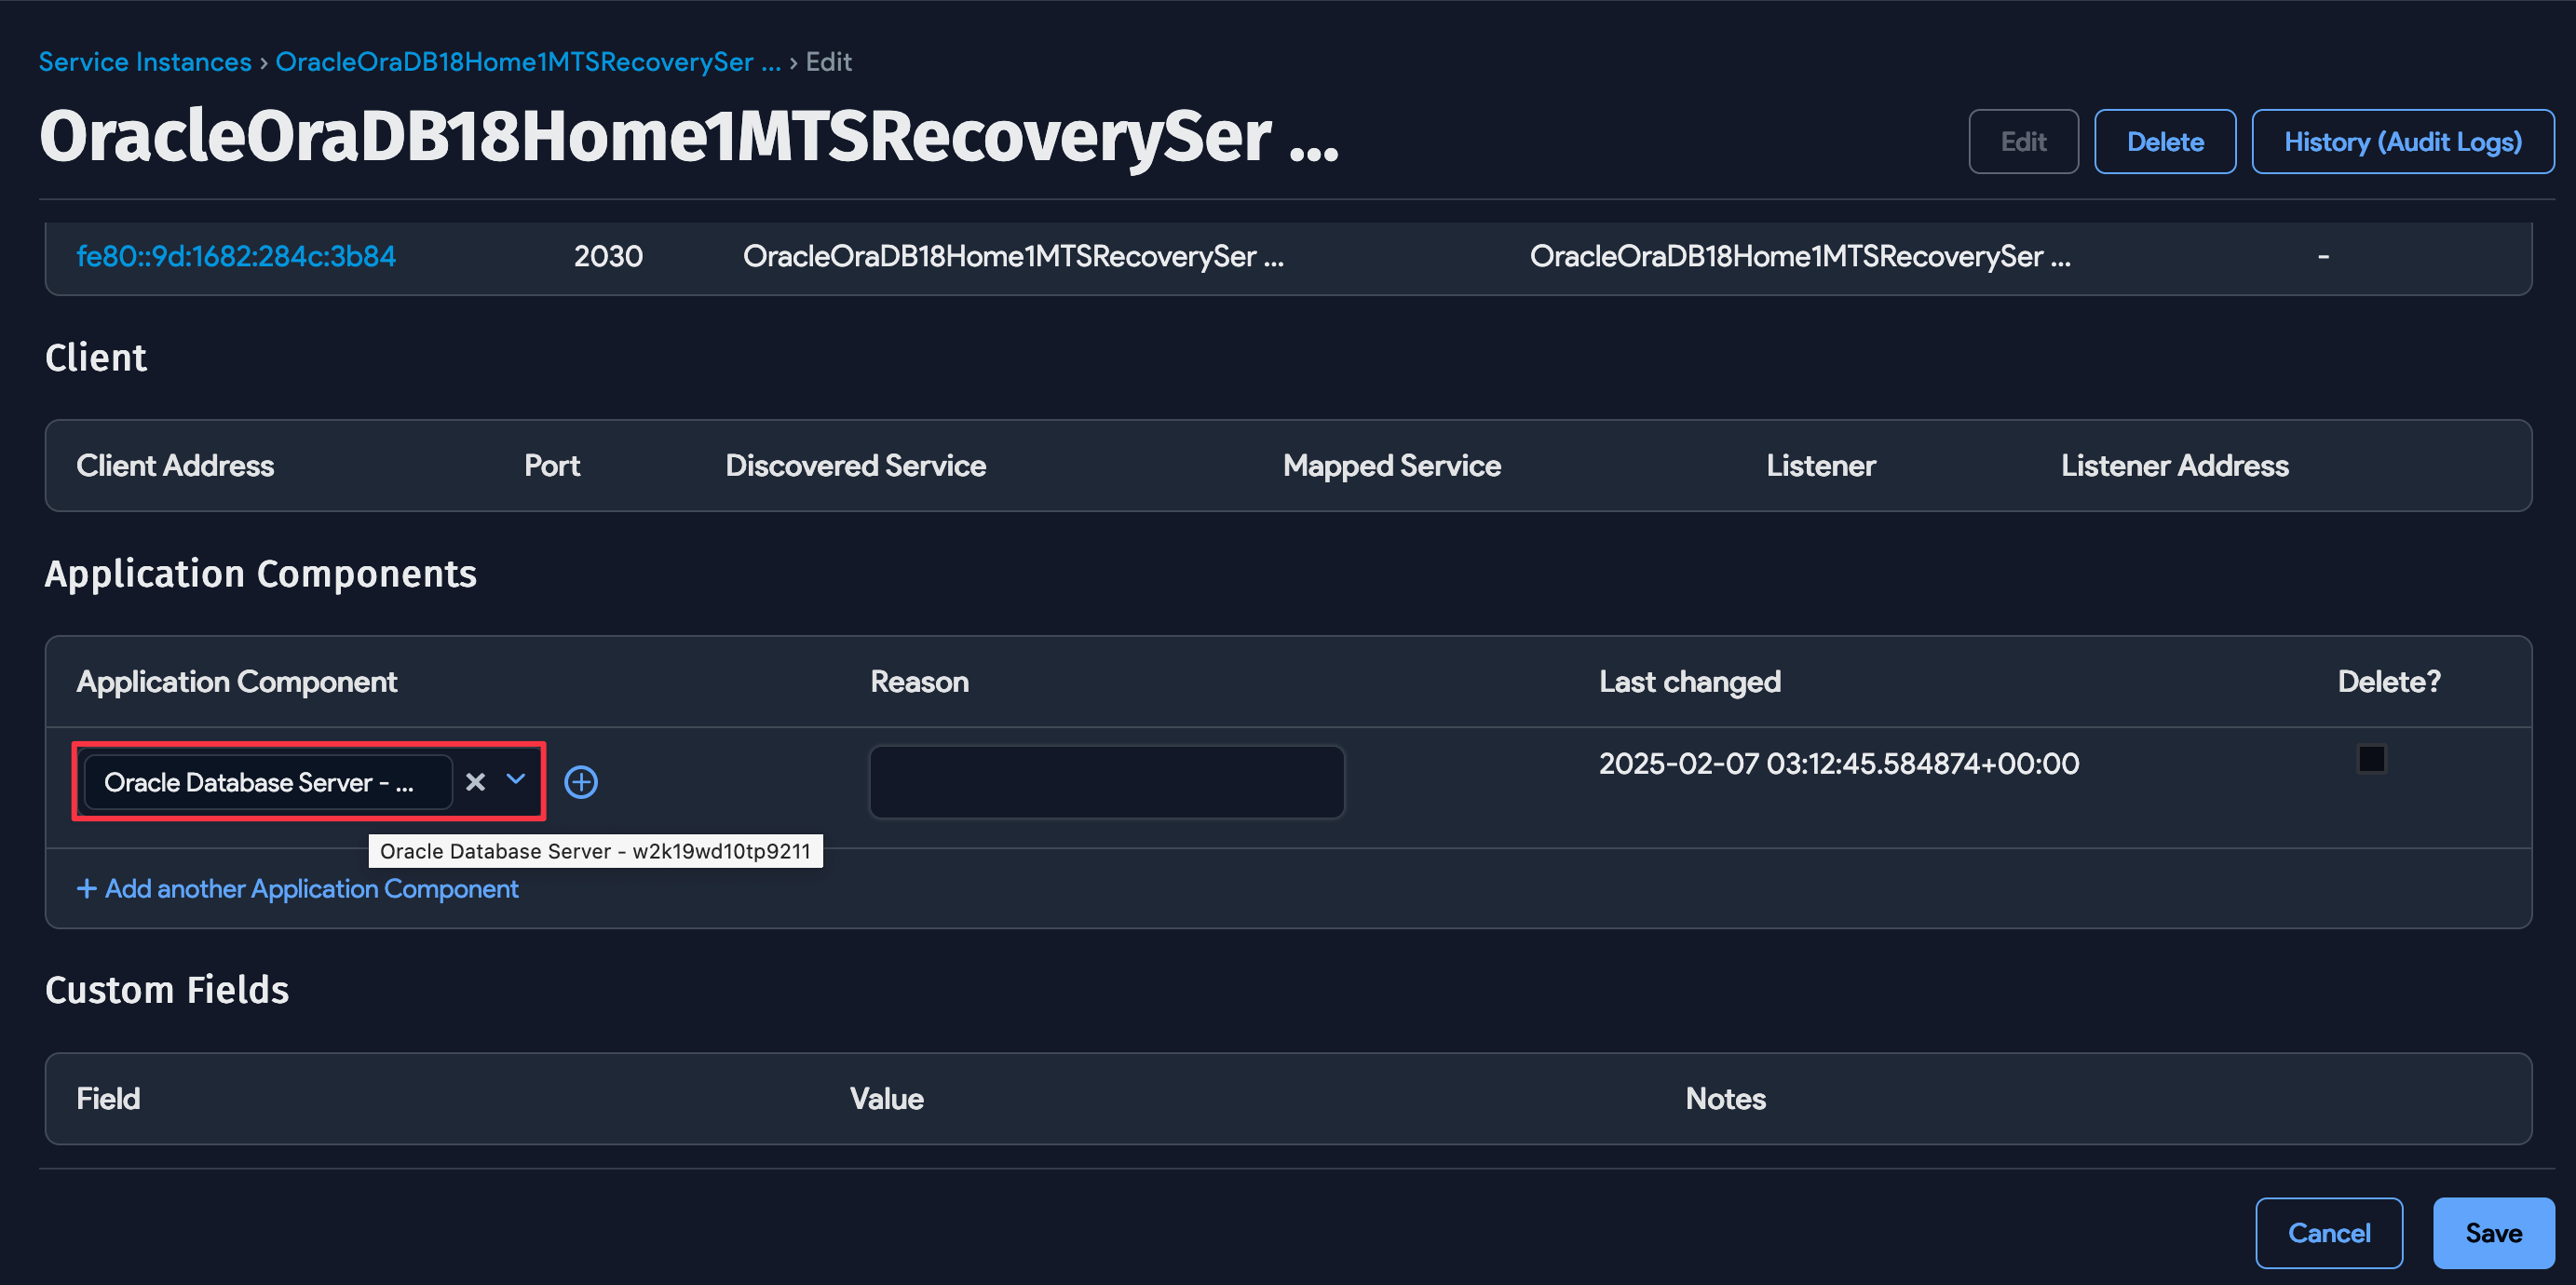 Service Instances › OracleOraDB18Home1MTSRecoverySer ... › Edit
OracleOraDB18Home1MTSRecoverySer ...
Edit Delete History (Audit Logs)
fe80::9d:1682:284c:3b84 2030 OracleOraDB18Home1MTSRecoverySer ... OracleOraDB18Home1MTSRecoverySer ... -
Client
Client Address Port Discovered Service Mapped Service Listener Listener Address
Application Components
Application Component Reason Last changed Delete?
Oracle Database Server - ... 2025-02-07 03:12:45.584874+00:00
Oracle Database Server - w2k19wd10tp9211
+ Add another Application Component
Custom Fields
Field Value Notes
Cancel Save